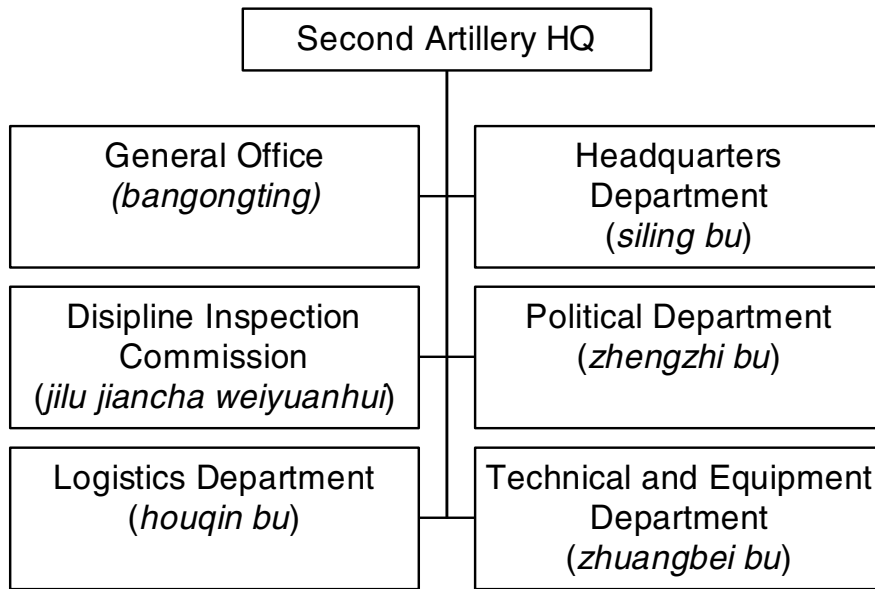 Second Artillery HQ
General Office
(bangongting)
Headquarters
Department
(siling bu)
Disipline Inspection
Commission
(jilu jiancha weiyuanhui)
Political Department
(zhengzhi bu)
Logistics Department
(houqin bu)
Technical and Equipment
Department
(zhuangbei bu)